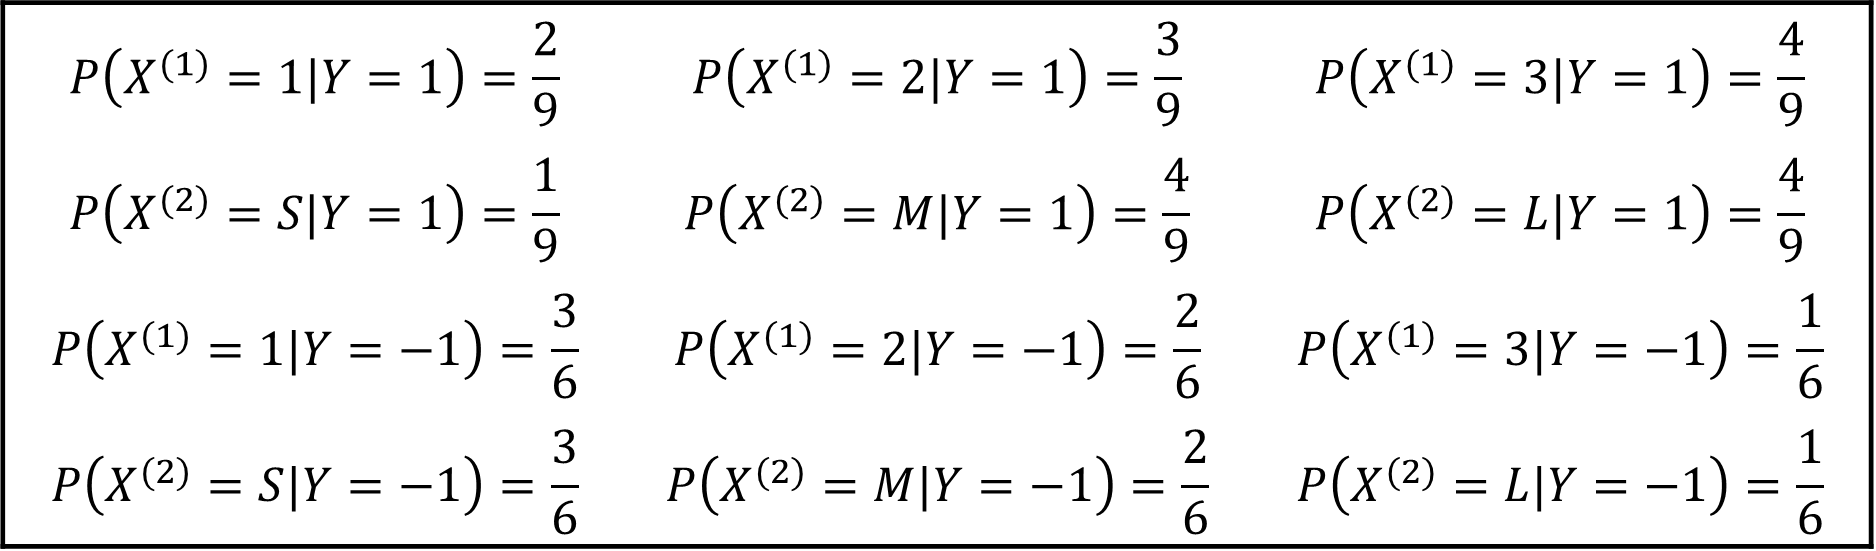 P(X⁽¹⁾ = 1|Y = 1) = 2/9 P(X⁽¹⁾ = 2|Y = 1) = 3/9 P(X⁽¹⁾ = 3|Y = 1) = 4/9
P(X⁽²⁾ = S|Y = 1) = 1/9 P(X⁽²⁾ = M|Y = 1) = 4/9 P(X⁽²⁾ = L|Y = 1) = 4/9
P(X⁽¹⁾ = 1|Y = −1) = 3/6 P(X⁽¹⁾ = 2|Y = −1) = 2/6 P(X⁽¹⁾ = 3|Y = −1) = 1/6
P(X⁽²⁾ = S|Y = −1) = 3/6 P(X⁽²⁾ = M|Y = −1) = 2/6 P(X⁽²⁾ = L|Y = −1) = 1/6